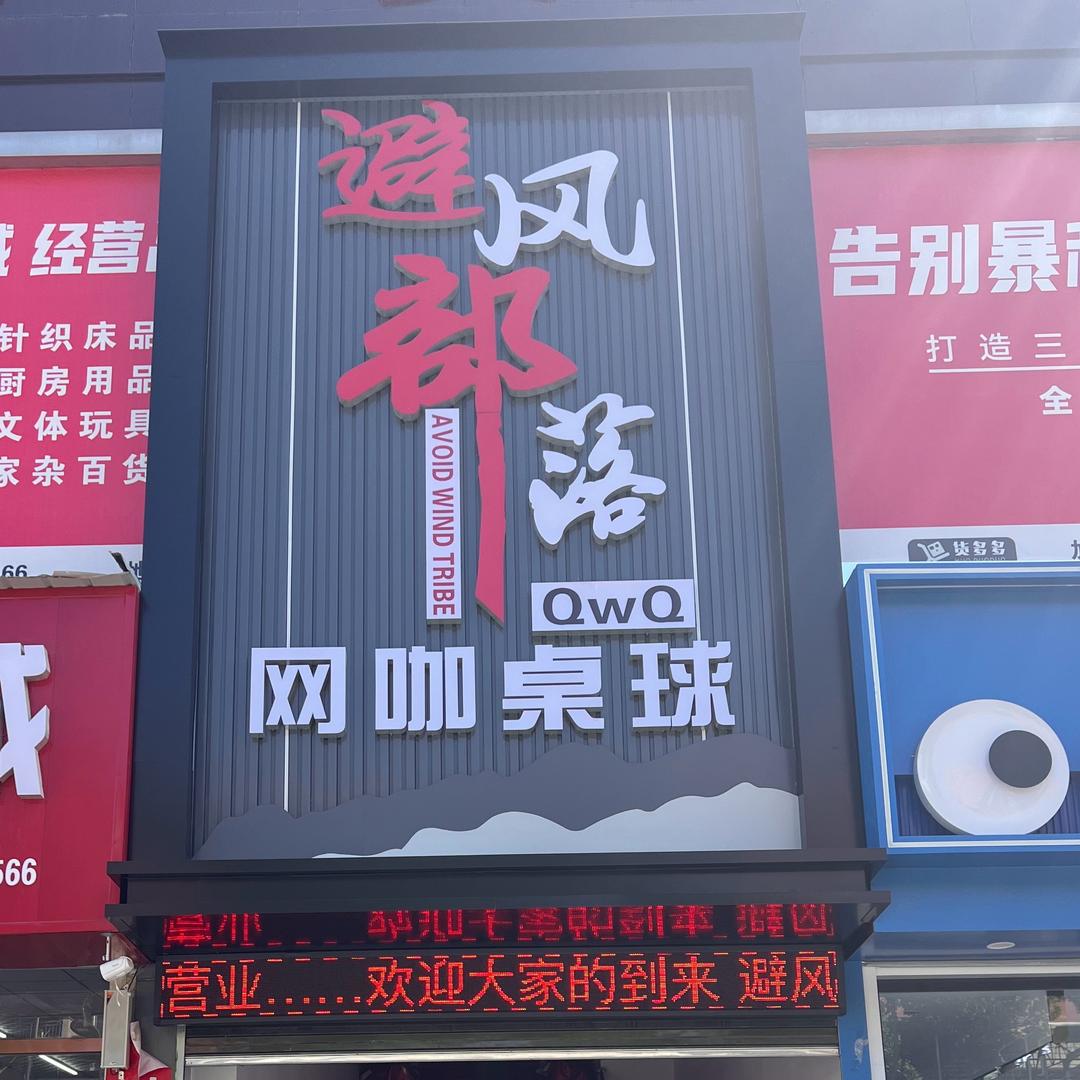 避风
部落
AVOID WIND TRIBE
QwQ
网咖桌球
营业......欢迎大家的到来 避风
经营
针织床品
厨房用品
文体玩具
家杂百货
66
566
告别暴
打造三
全
货多多